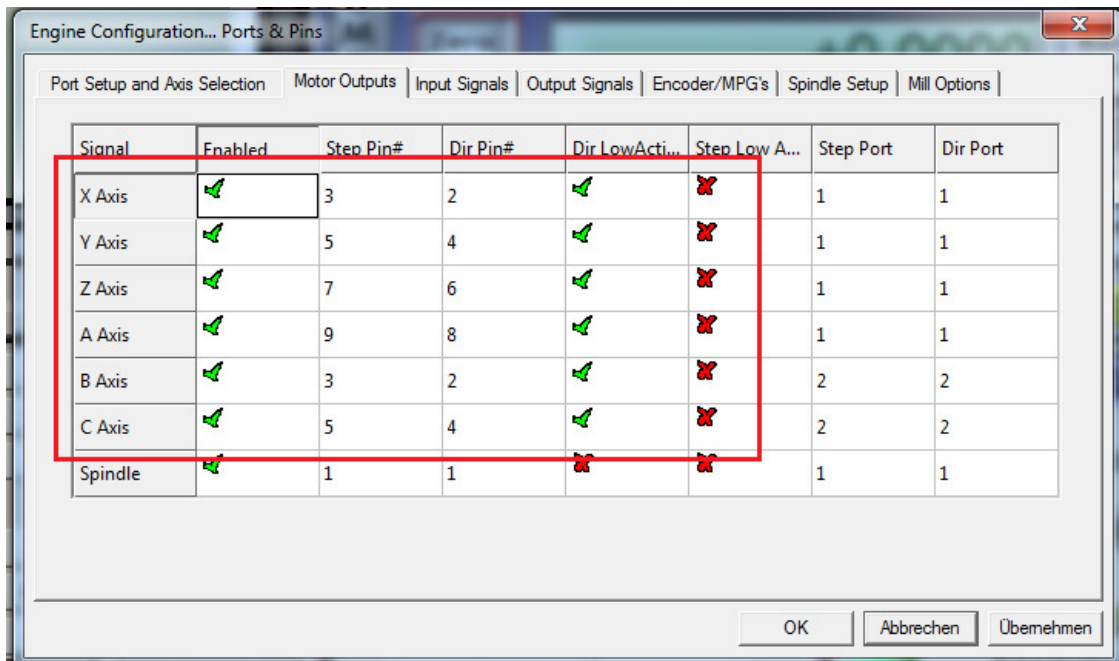 Engine Configuration... Ports & Pins
Port Setup and Axis Selection Motor Outputs Input Signals Output Signals Encoder/MPG's Spindle Setup Mill Options
Signal Enabled Step Pin# Dir Pin# Dir LowActi... Step Low A... Step Port Dir Port
X Axis 3 2 1 1
Y Axis 5 4 1 1
Z Axis 7 6 1 1
A Axis 9 8 1 1
B Axis 3 2 2 2
C Axis 5 4 2 2
Spindle 1 1 1 1
OK Abbrechen Übernehmen